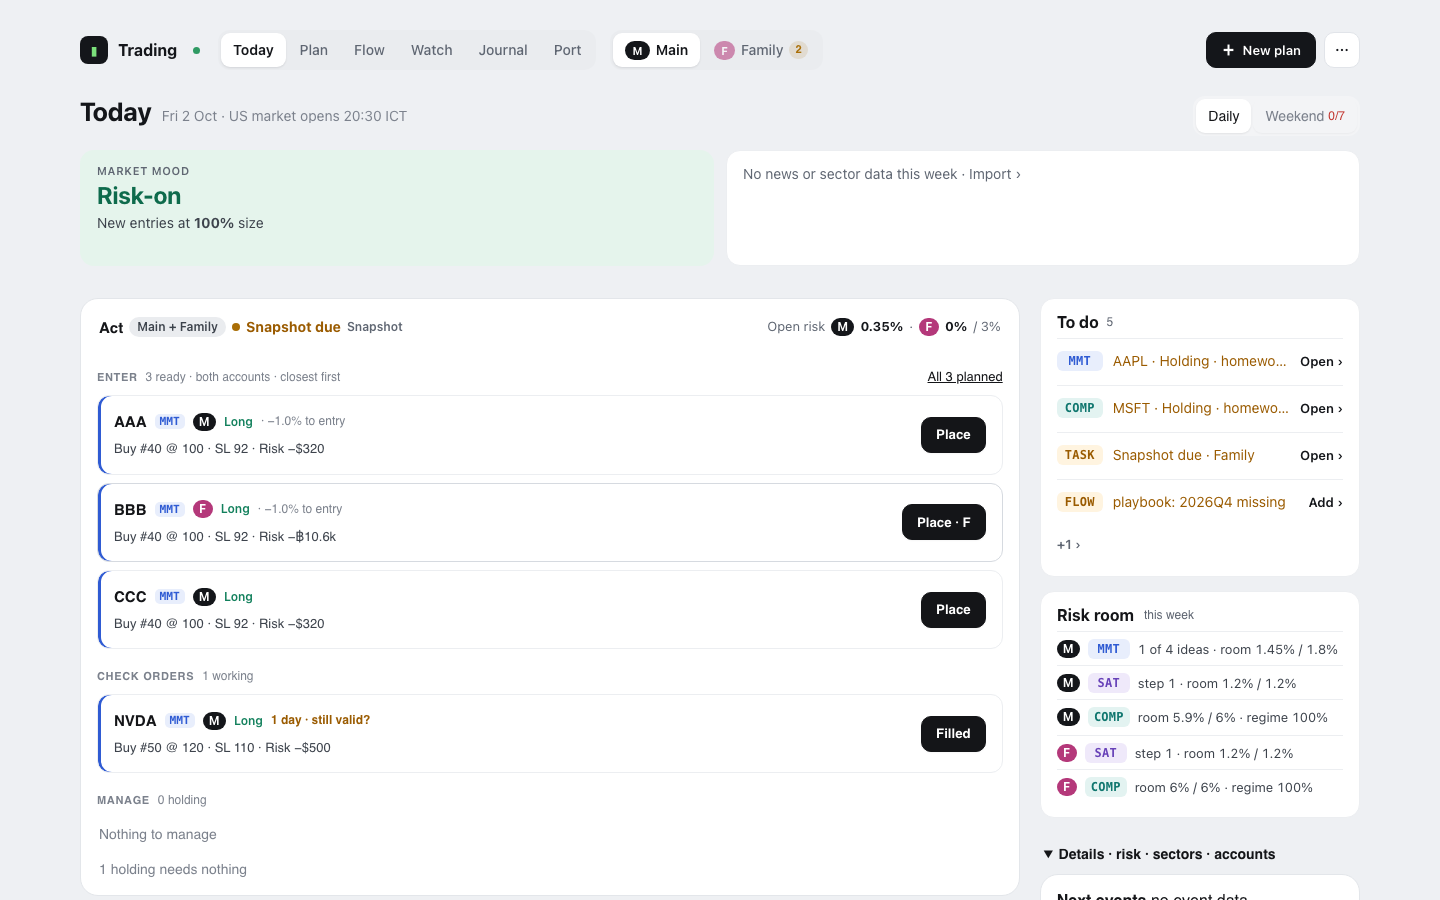 Trading
Today Plan Flow Watch Journal Port
M Main F Family 2
+ New plan ···
Today Fri 2 Oct · US market opens 20:30 ICT
Daily Weekend 0/7
MARKET MOOD
Risk-on
New entries at 100% size
No news or sector data this week · Import ›
Act Main + Family Snapshot due Snapshot
Open risk M 0.35% · F 0% / 3%
ENTER 3 ready · both accounts · closest first
All 3 planned
AAA MMT M Long · −1.0% to entry
Buy #40 @ 100 · SL 92 · Risk −$320
Place
BBB MMT F Long · −1.0% to entry
Buy #40 @ 100 · SL 92 · Risk −฿10.6k
Place · F
CCC MMT M Long
Buy #40 @ 100 · SL 92 · Risk −$320
Place
CHECK ORDERS 1 working
NVDA MMT M Long 1 day · still valid?
Buy #50 @ 120 · SL 110 · Risk −$500
Filled
MANAGE 0 holding
Nothing to manage
1 holding needs nothing
To do 5
MMT AAPL · Holding · homewo... Open ›
COMP MSFT · Holding · homewo... Open ›
TASK Snapshot due · Family Open ›
FLOW playbook: 2026Q4 missing Add ›
+1 ›
Risk room this week
M MMT 1 of 4 ideas · room 1.45% / 1.8%
M SAT step 1 · room 1.2% / 1.2%
M COMP room 5.9% / 6% · regime 100%
F SAT step 1 · room 1.2% / 1.2%
F COMP room 6% / 6% · regime 100%
▼ Details · risk · sectors · accounts
Next events no event data